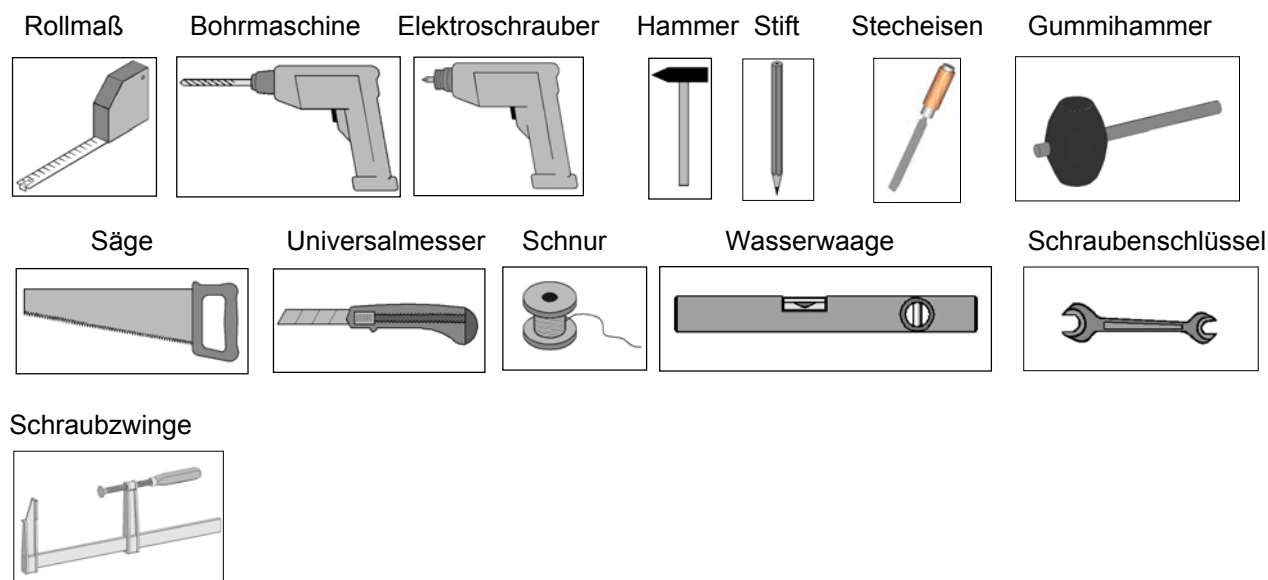 Rollmaß Bohrmaschine Elektroschrauber Hammer Stift Stecheisen Gummihammer
Säge Universalmesser Schnur Wasserwaage Schraubenschlüssel
Schraubzwinge